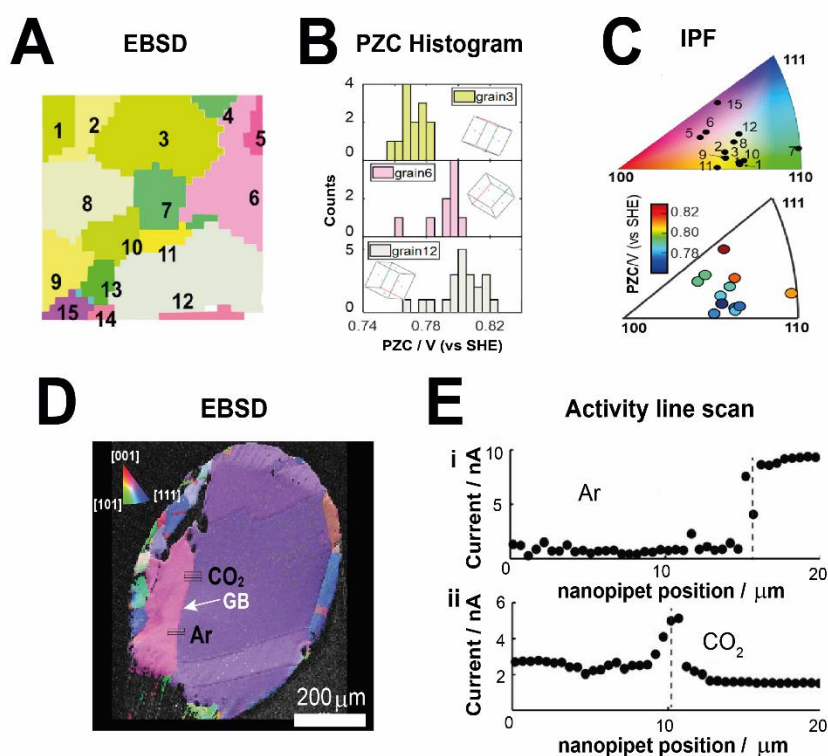 A
EBSD
1
2
3
4
5
6
7
8
9
10
11
12
13
14
15
B
PZC Histogram
4
2
0
grain3
2
0
grain6
5
0
grain12
Counts
0.74
0.78
0.82
PZC / V (vs SHE)
C
IPF
111
15
6
5
12
8
2
3
10
9
7
11
1
100
110
PZC/V (vs SHE)
0.82
0.80
0.78
111
100
110
D
EBSD
[001]
[101]
[111]
CO₂
GB
Ar
200 μm
E
Activity line scan
i
Current / nA
10
5
Ar
0
10
20
nanopipet position / μm
ii
Current / nA
6
4
2
0
CO₂
0
10
20
nanopipet position / μm